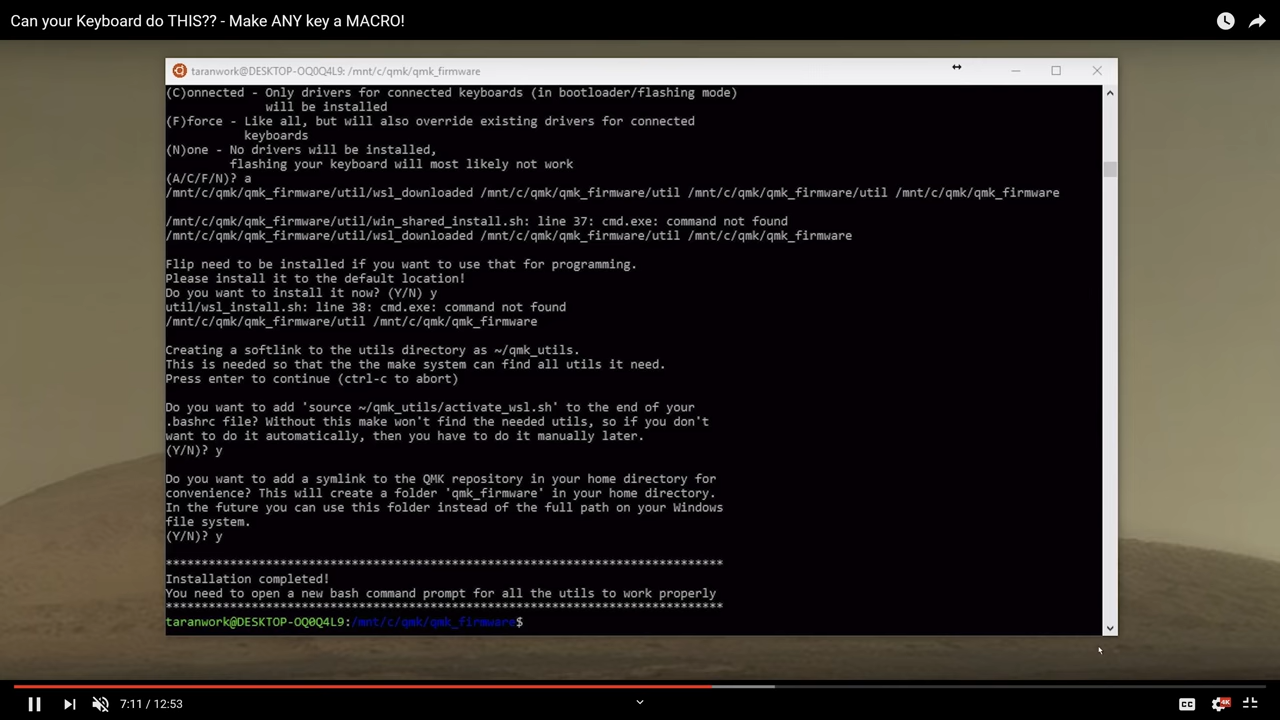 Can your Keyboard do THIS?? - Make ANY key a MACRO!
taranwork@DESKTOP-OQ0Q4L9: /mnt/c/qmk/qmk_firmware
(C)onnected - Only drivers for connected keyboards (in bootloader/flashing mode)
will be installed
(F)force - Like all, but will also override existing drivers for connected
keyboards
(N)one - No drivers will be installed,
flashing your keyboard will most likely not work
(A/C/F/N)? a
/mnt/c/qmk/qmk_firmware/util/wsl_downloaded /mnt/c/qmk/qmk_firmware/util /mnt/c/qmk/qmk_firmware/util /mnt/c/qmk/qmk_firmware
/mnt/c/qmk/qmk_firmware/util/win_shared_install.sh: line 37: cmd.exe: command not found
/mnt/c/qmk/qmk_firmware/util/wsl_downloaded /mnt/c/qmk/qmk_firmware/util /mnt/c/qmk/qmk_firmware
Flip need to be installed if you want to use that for programming.
Please install it to the default location!
Do you want to install it now? (Y/N) y
util/wsl_install.sh: line 38: cmd.exe: command not found
/mnt/c/qmk/qmk_firmware/util /mnt/c/qmk/qmk_firmware
Creating a softlink to the utils directory as ~/qmk_utils.
This is needed so that the the make system can find all utils it need.
Press enter to continue (ctrl-c to abort)
Do you want to add 'source ~/qmk_utils/activate_wsl.sh' to the end of your
.bashrc file? Without this make won't find the needed utils, so if you don't
want to do it automatically, then you have to do it manually later.
(Y/N)? y
Do you want to add a symlink to the QMK repository in your home directory for
convenience? This will create a folder 'qmk_firmware' in your home directory.
In the future you can use this folder instead of the full path on your Windows
file system.
(Y/N)? y
******************************************************************************
Installation completed!
You need to open a new bash command prompt for all the utils to work properly
******************************************************************************
taranwork@DESKTOP-OQ0Q4L9:/mnt/c/qmk/qmk_firmware$
7:11 / 12:53
CC
4K